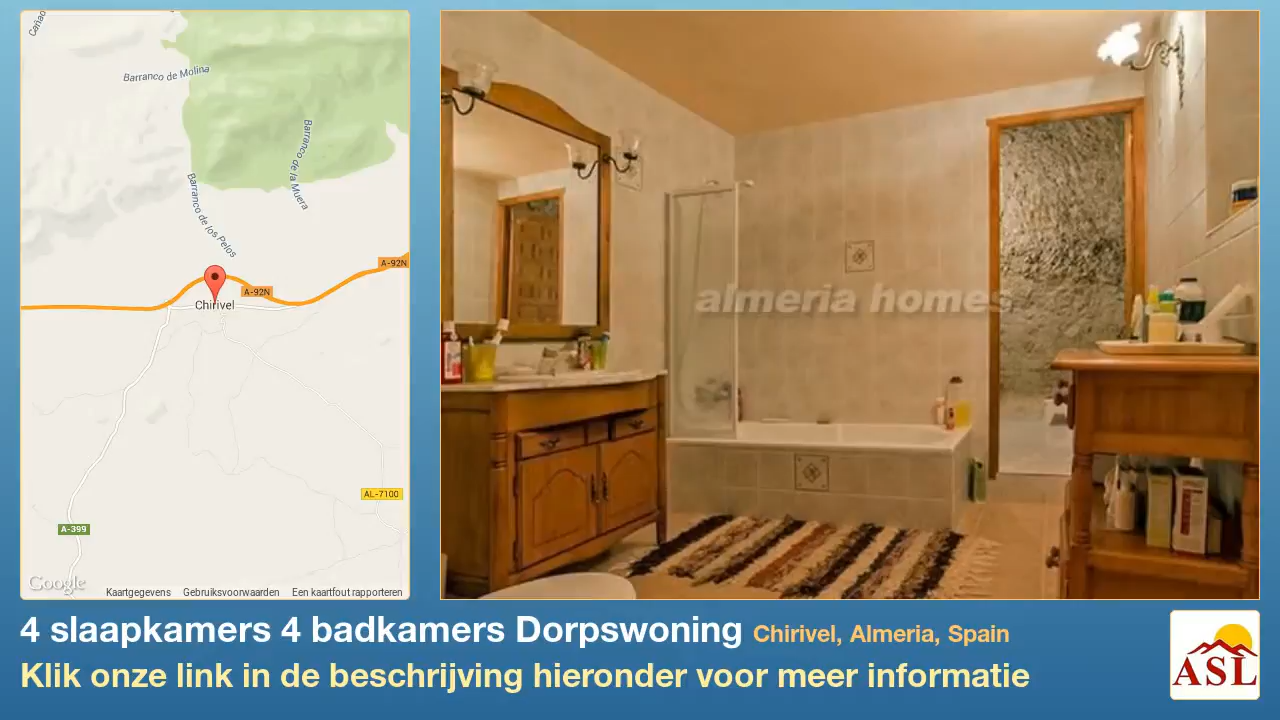 Barranco de Molina
Barranco de la Muera
Barranco de los Pelos
A-92N
A-92N
Chirivel
AL-7100
A-399
Google
Kaartgegevens Gebruiksvoorwaarden Een kaartfout rapporteren
almeria homes
4 slaapkamers 4 badkamers Dorpswoning Chirivel, Almeria, Spain
Klik onze link in de beschrijving hieronder voor meer informatie
ASL